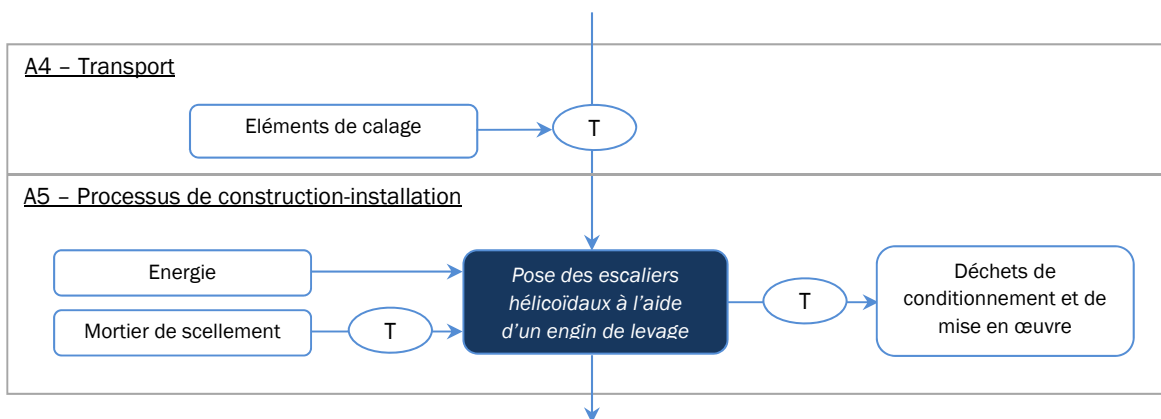 A4 – Transport
Eléments de calage
T
A5 – Processus de construction-installation
Energie
Mortier de scellement
T
Pose des escaliers
hélicoïdaux à l’aide
d’un engin de levage
T
Déchets de
conditionnement et de
mise en œuvre